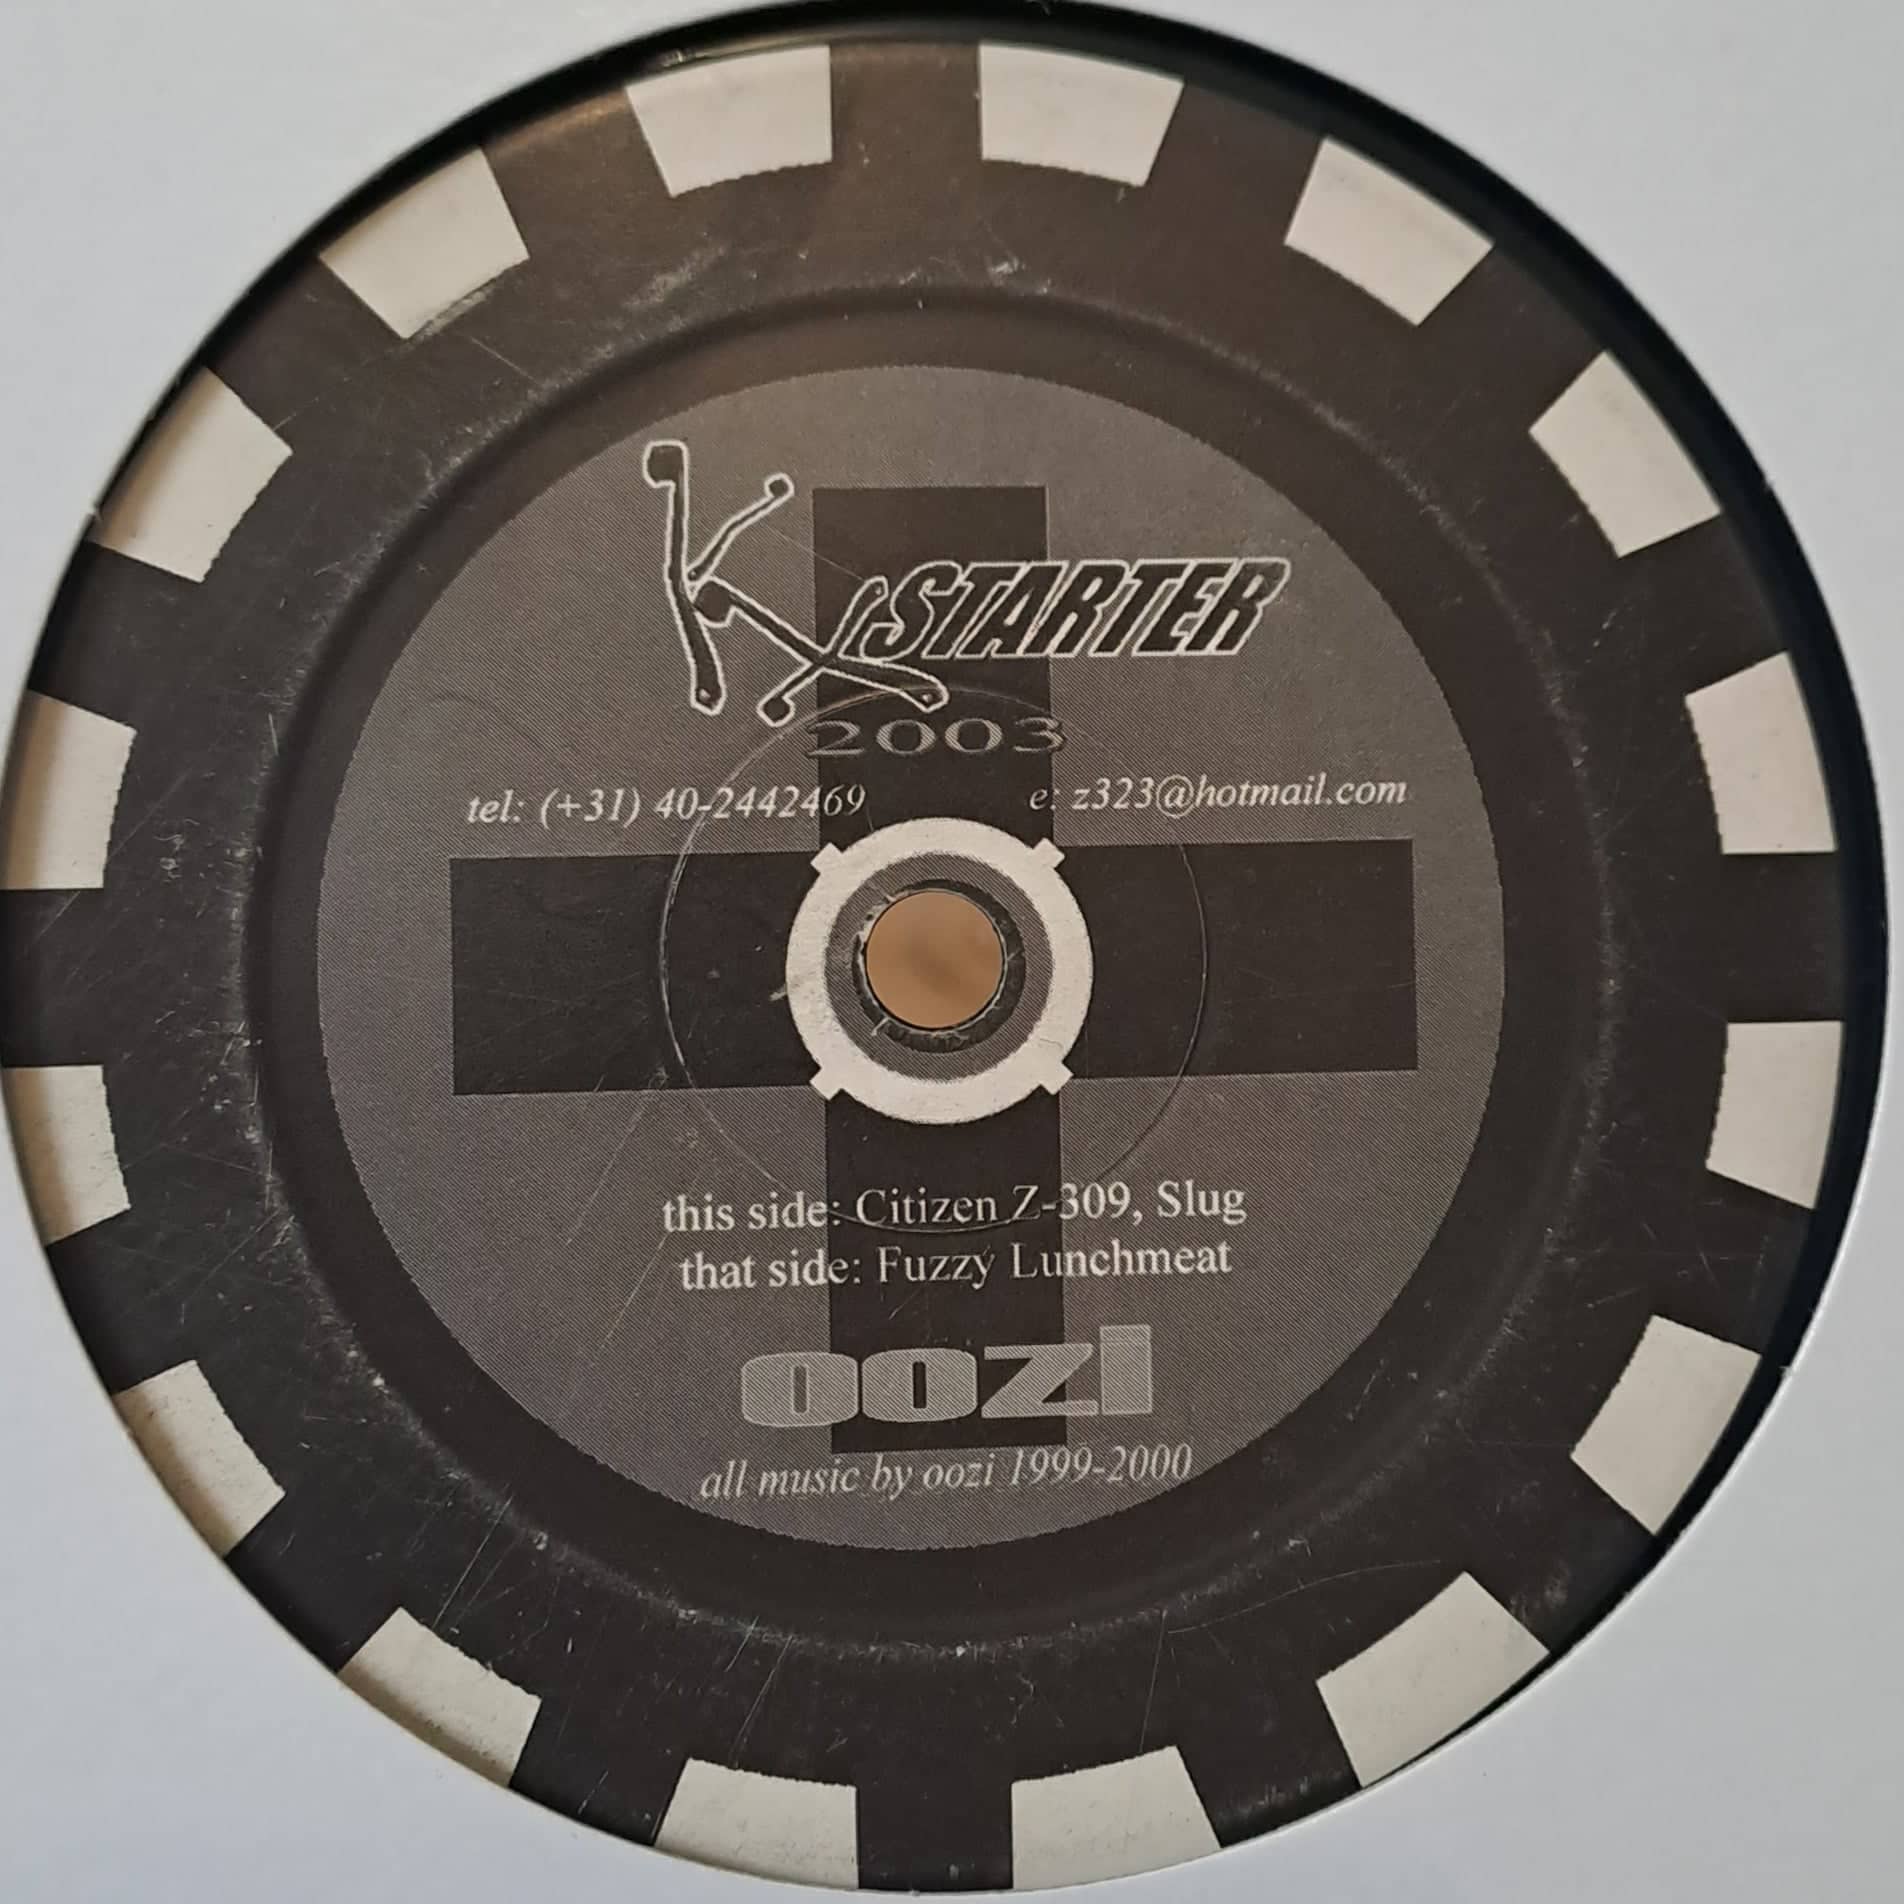 KXSTARTER
2003
tel: (+31) 40-2442469 e: z323@hotmail.com
this side: Citizen Z-309, Slug
that side: Fuzzy Lunchmeat
oozi
all music by oozi 1999-2000